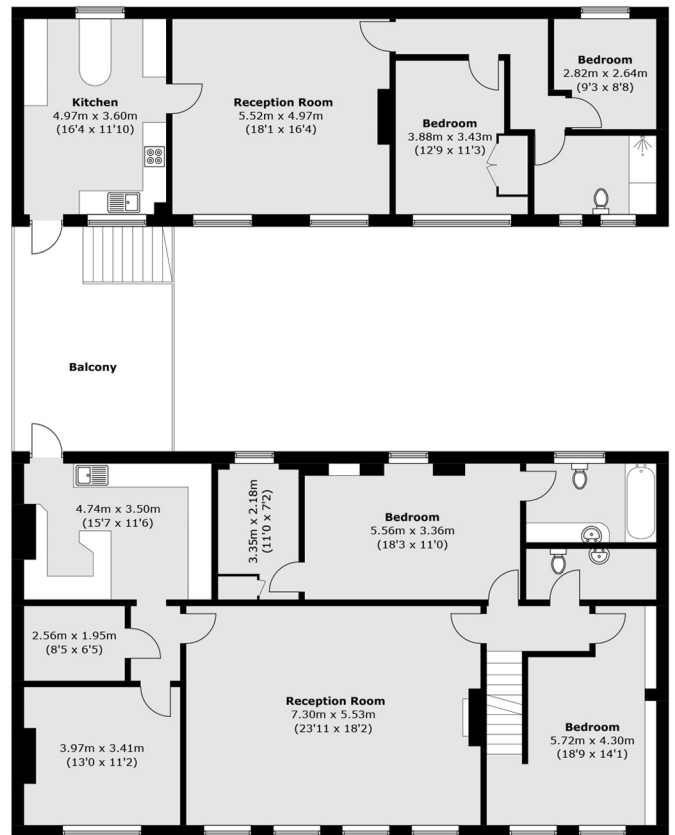 Kitchen
4.97m x 3.60m
(16'4 x 11'10)
Reception Room
5.52m x 4.97m
(18'1 x 16'4)
Bedroom
3.88m x 3.43m
(12'9 x 11'3)
Bedroom
2.82m x 2.64m
(9'3 x 8'8)
Balcony
4.74m x 3.50m
(15'7 x 11'6)
3.35m x 2.18m
(11'0 x 7'2)
Bedroom
5.56m x 3.36m
(18'3 x 11'0)
2.56m x 1.95m
(8'5 x 6'5)
3.97m x 3.41m
(13'0 x 11'2)
Reception Room
7.30m x 5.53m
(23'11 x 18'2)
Bedroom
5.72m x 4.30m
(18'9 x 14'1)